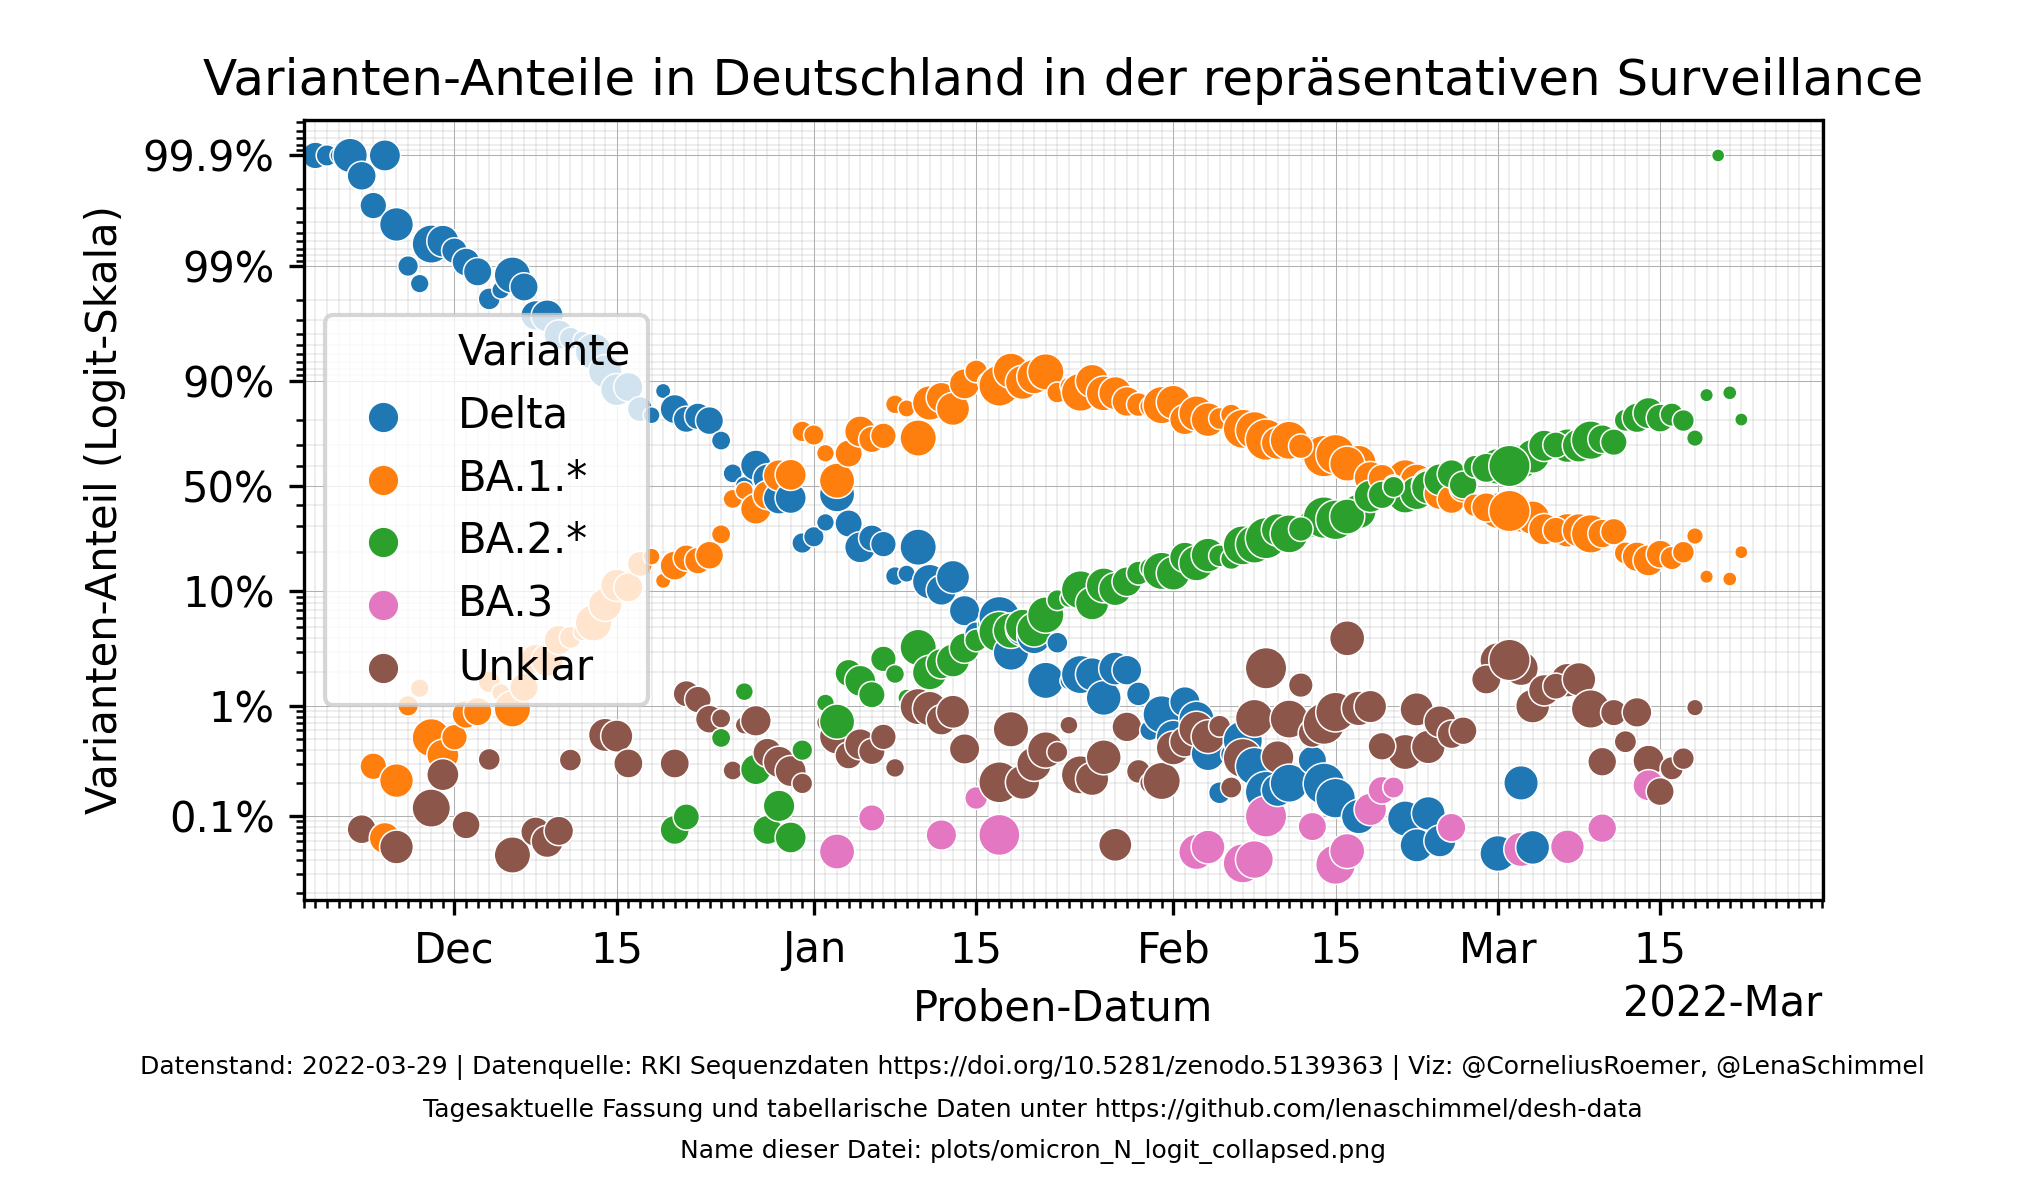 Varianten-Anteile in Deutschland in der repräsentativen Surveillance
Varianten-Anteil (Logit-Skala)
99.9%
99%
90%
50%
10%
1%
0.1%
Variante
Delta
BA.1.*
BA.2.*
BA.3
Unklar
Dec 15 Jan 15 Feb 15 Mar 15
Proben-Datum
2022-Mar
Datenstand: 2022-03-29 | Datenquelle: RKI Sequenzdaten https://doi.org/10.5281/zenodo.5139363 | Viz: @CorneliusRoemer, @LenaSchimmel
Tagesaktuelle Fassung und tabellarische Daten unter https://github.com/lenaschimmel/desh-data
Name dieser Datei: plots/omicron_N_logit_collapsed.png